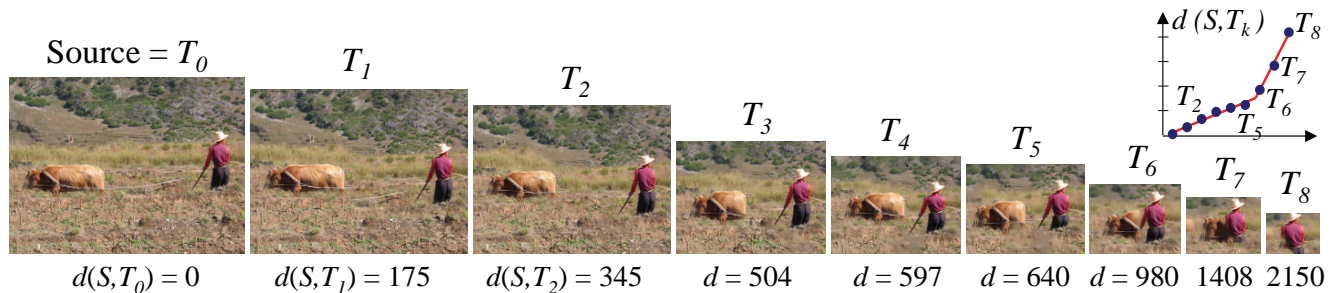 Source = T0
T1
T2
T3
T4
T5
T6
T7
T8
d(S,T0) = 0
d(S,T1) = 175
d(S,T2) = 345
d = 504
d = 597
d = 640
d = 980
1408
2150
d (S,Tk)
T8
T7
T2
T6
T5